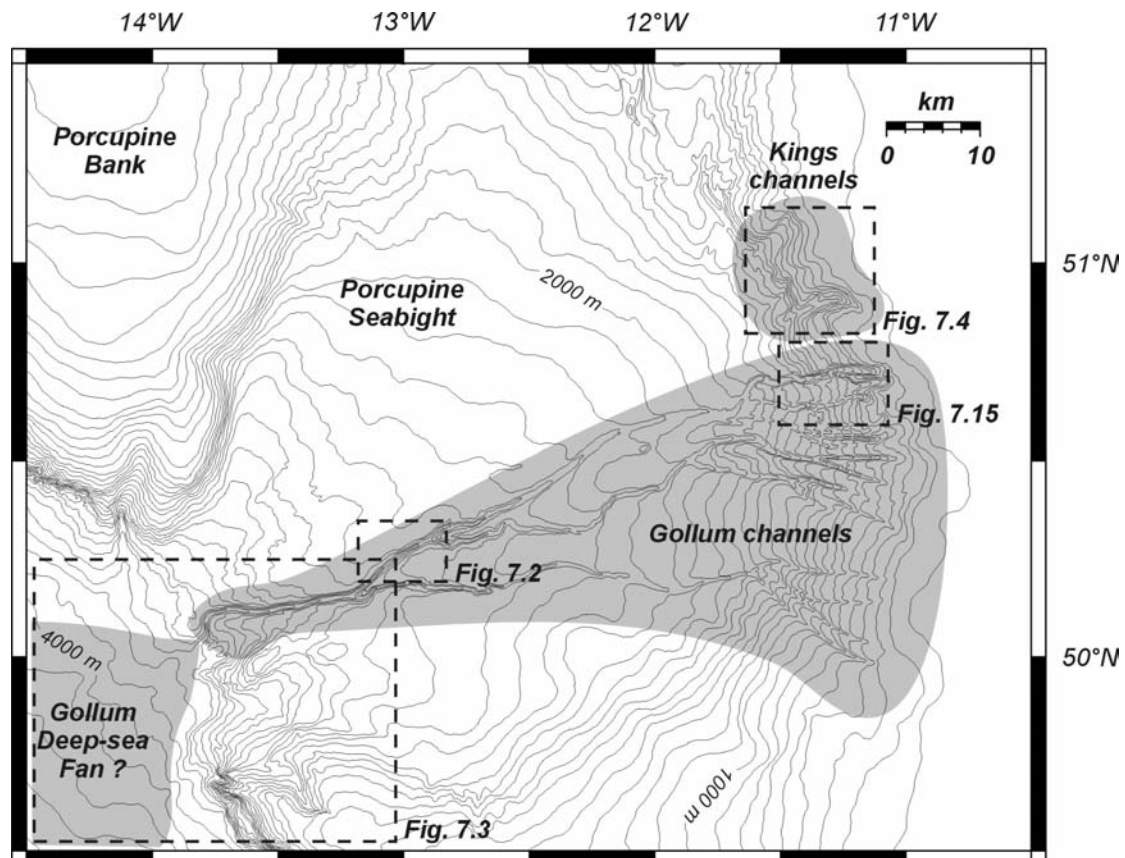 14°W
13°W
12°W
11°W
km
0
10
Porcupine
Bank
Kings
channels
51°N
2000 m
Porcupine
Seabight
Fig. 7.4
Fig. 7.15
Gollum channels
Fig. 7.2
4000 m
50°N
Gollum
Deep-sea
Fan ?
1000 m
Fig. 7.3